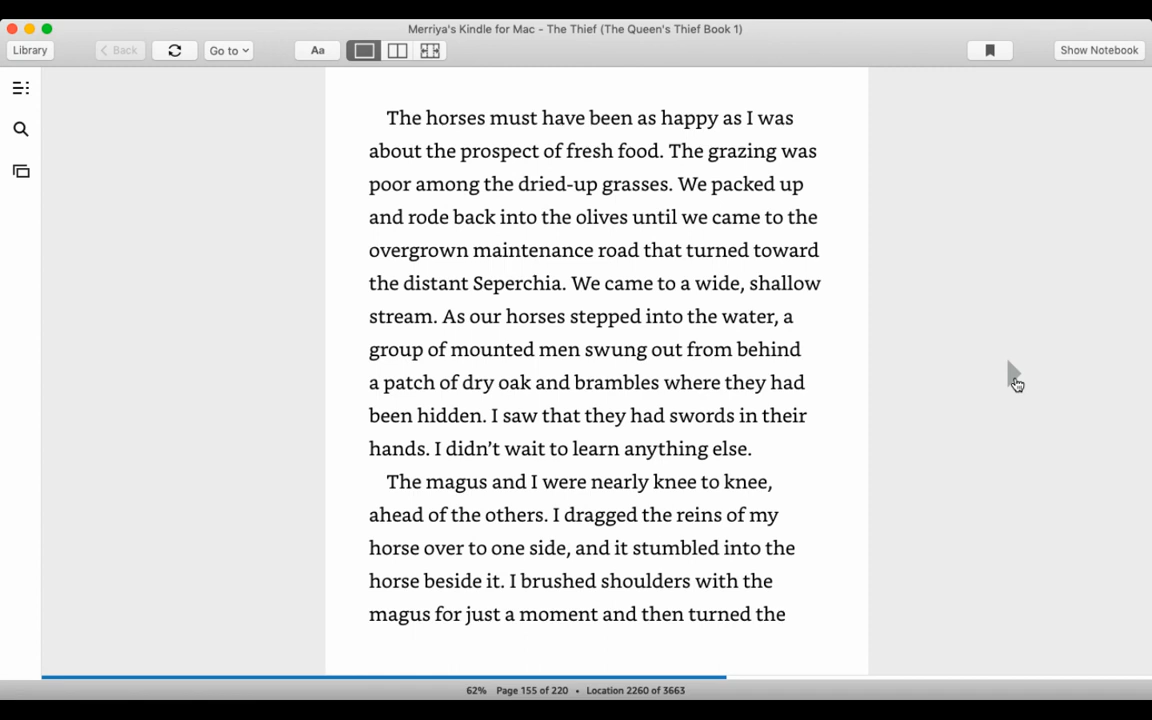 Merriya's Kindle for Mac - The Thief (The Queen's Thief Book 1)
Library
Back
Go to
Aa
Show Notebook
The horses must have been as happy as I was
about the prospect of fresh food. The grazing was
poor among the dried-up grasses. We packed up
and rode back into the olives until we came to the
overgrown maintenance road that turned toward
the distant Seperchia. We came to a wide, shallow
stream. As our horses stepped into the water, a
group of mounted men swung out from behind
a patch of dry oak and brambles where they had
been hidden. I saw that they had swords in their
hands. I didn’t wait to learn anything else.
The magus and I were nearly knee to knee,
ahead of the others. I dragged the reins of my
horse over to one side, and it stumbled into the
horse beside it. I brushed shoulders with the
magus for just a moment and then turned the
62% Page 155 of 220 • Location 2260 of 3663